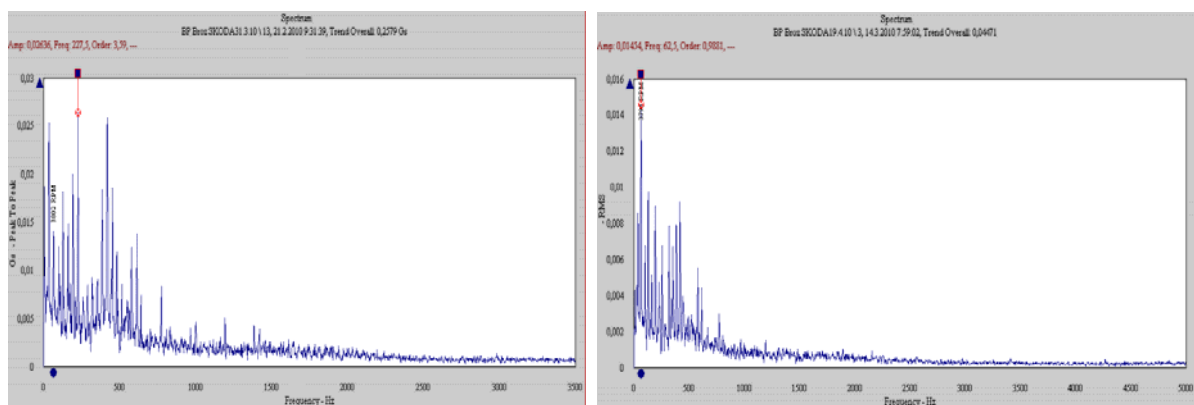 Spectrum
BP Eroz SKODA31.3.10 \ 13, 21.2.2010 9:31:39, Trend Overall: 0,2579 Gs
Amp: 0,02636, Freq: 227,5, Order: 3,59, ---
0,03
0,025
0,02
0,015
0,01
0,005
0
Gs - Peak To Peak
RPM
0
500
1000
1500
2000
2500
3000
3500
Frequency - Hz
Spectrum
BP Eroz SKODA19.4.10 \ 3, 14.3.2010 7:59:02, Trend Overall: 0,04471
Amp: 0,01454, Freq: 62,5, Order: 0,9881, ---
0,016
0,014
0,012
0,01
0,008
0,006
0,004
0,002
0
- RMS
RPM
0
500
1000
1500
2000
2500
3000
3500
4000
4500
5000
Frequency - Hz